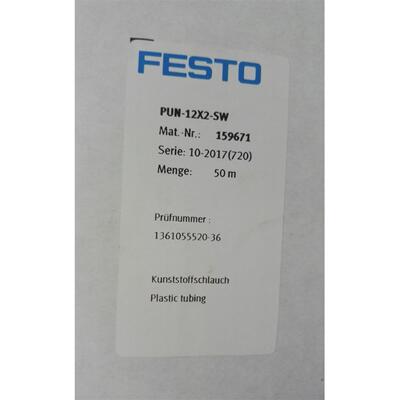 FESTO
PUN-12X2-SW
Mat.-Nr.: 159671
Serie: 10-2017(720)
Menge: 50 m
Prüfnummer :
1361055520-36
Kunststoffschlauch
Plastic tubing